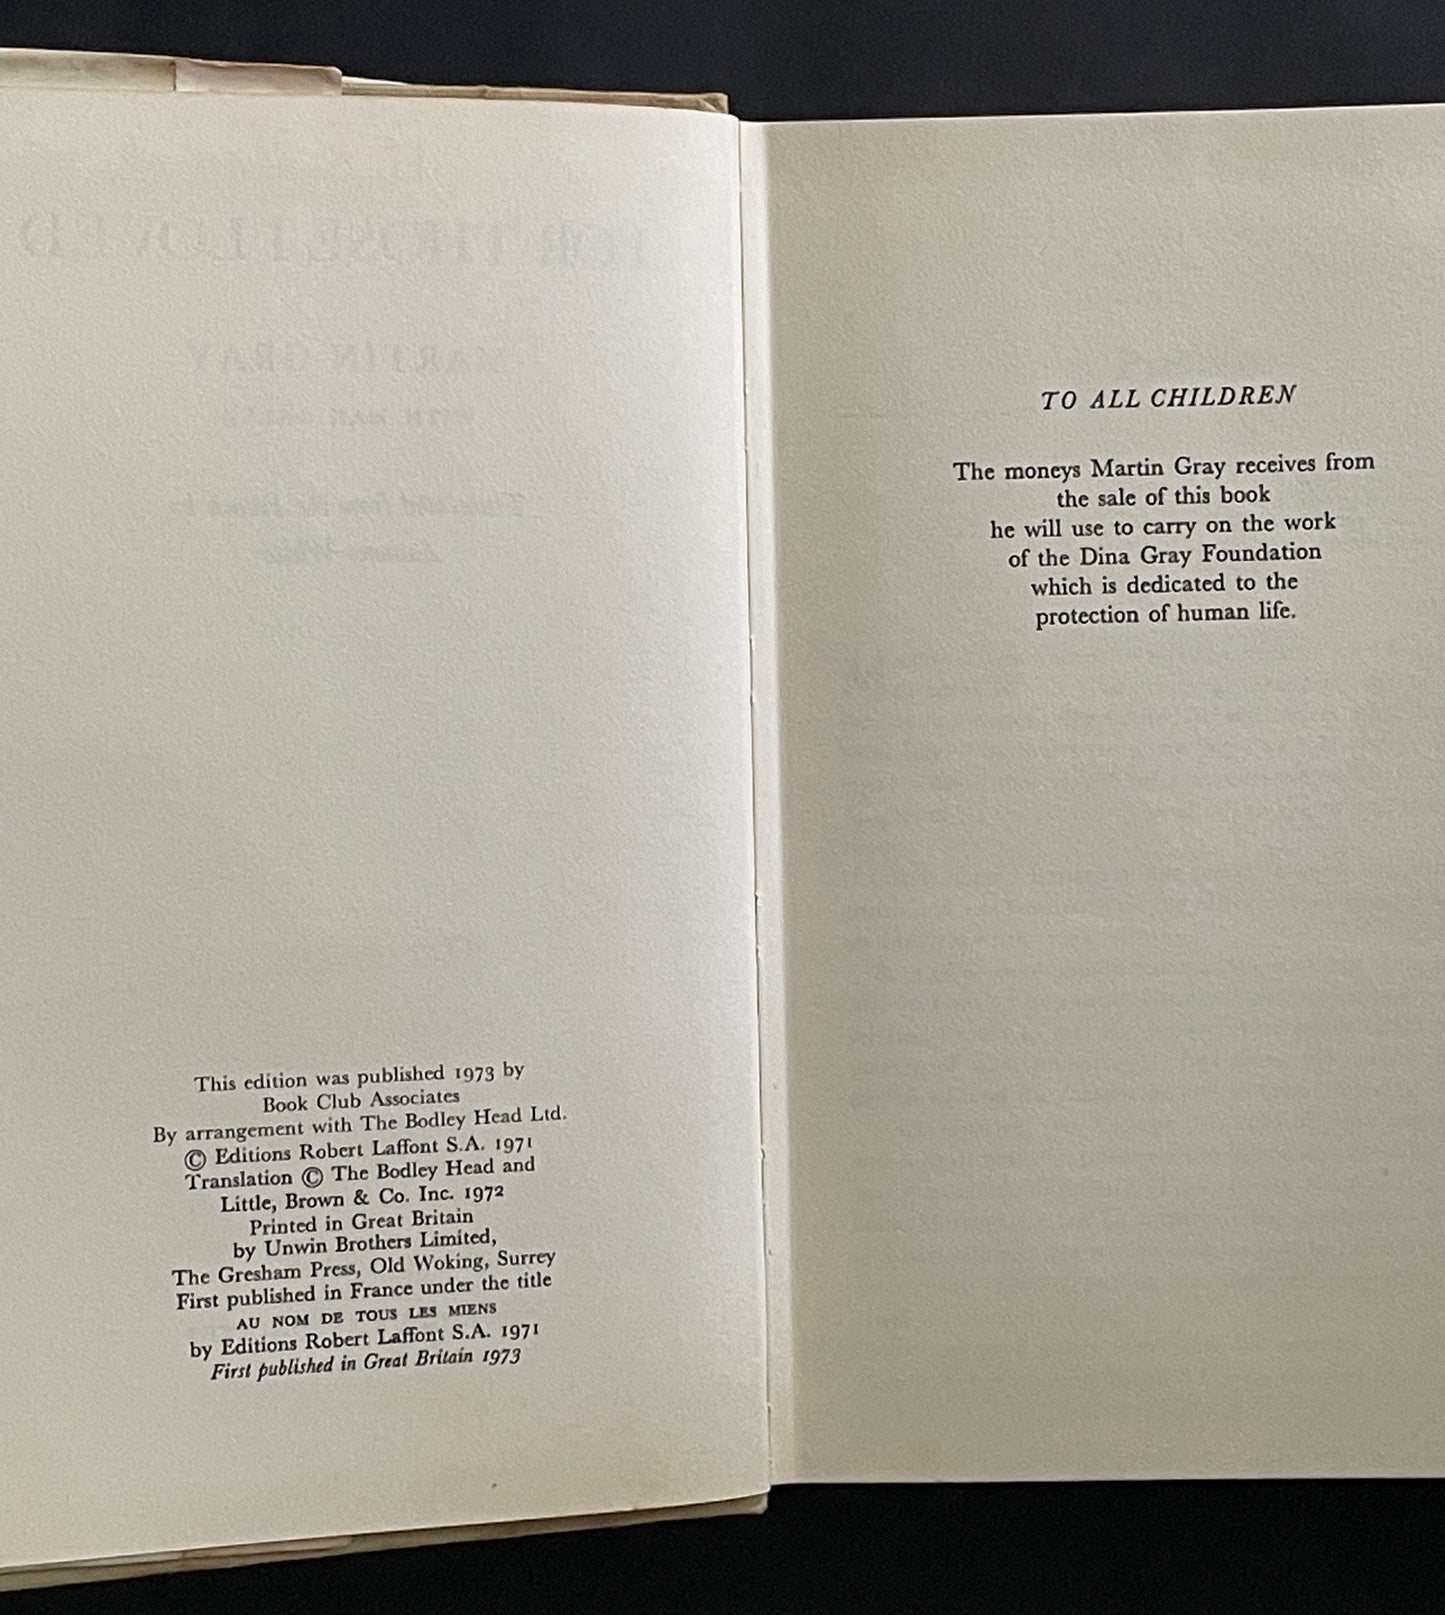 This edition was published 1973 by
Book Club Associates
By arrangement with The Bodley Head Ltd.
© Editions Robert Laffont S.A. 1971
Translation © The Bodley Head and
Little, Brown & Co. Inc. 1972
Printed in Great Britain
by Unwin Brothers Limited,
The Gresham Press, Old Woking, Surrey
First published in France under the title
AU NOM DE TOUS LES MIENS
by Editions Robert Laffont S.A. 1971
First published in Great Britain 1973
TO ALL CHILDREN
The moneys Martin Gray receives from
the sale of this book
he will use to carry on the work
of the Dina Gray Foundation
which is dedicated to the
protection of human life.